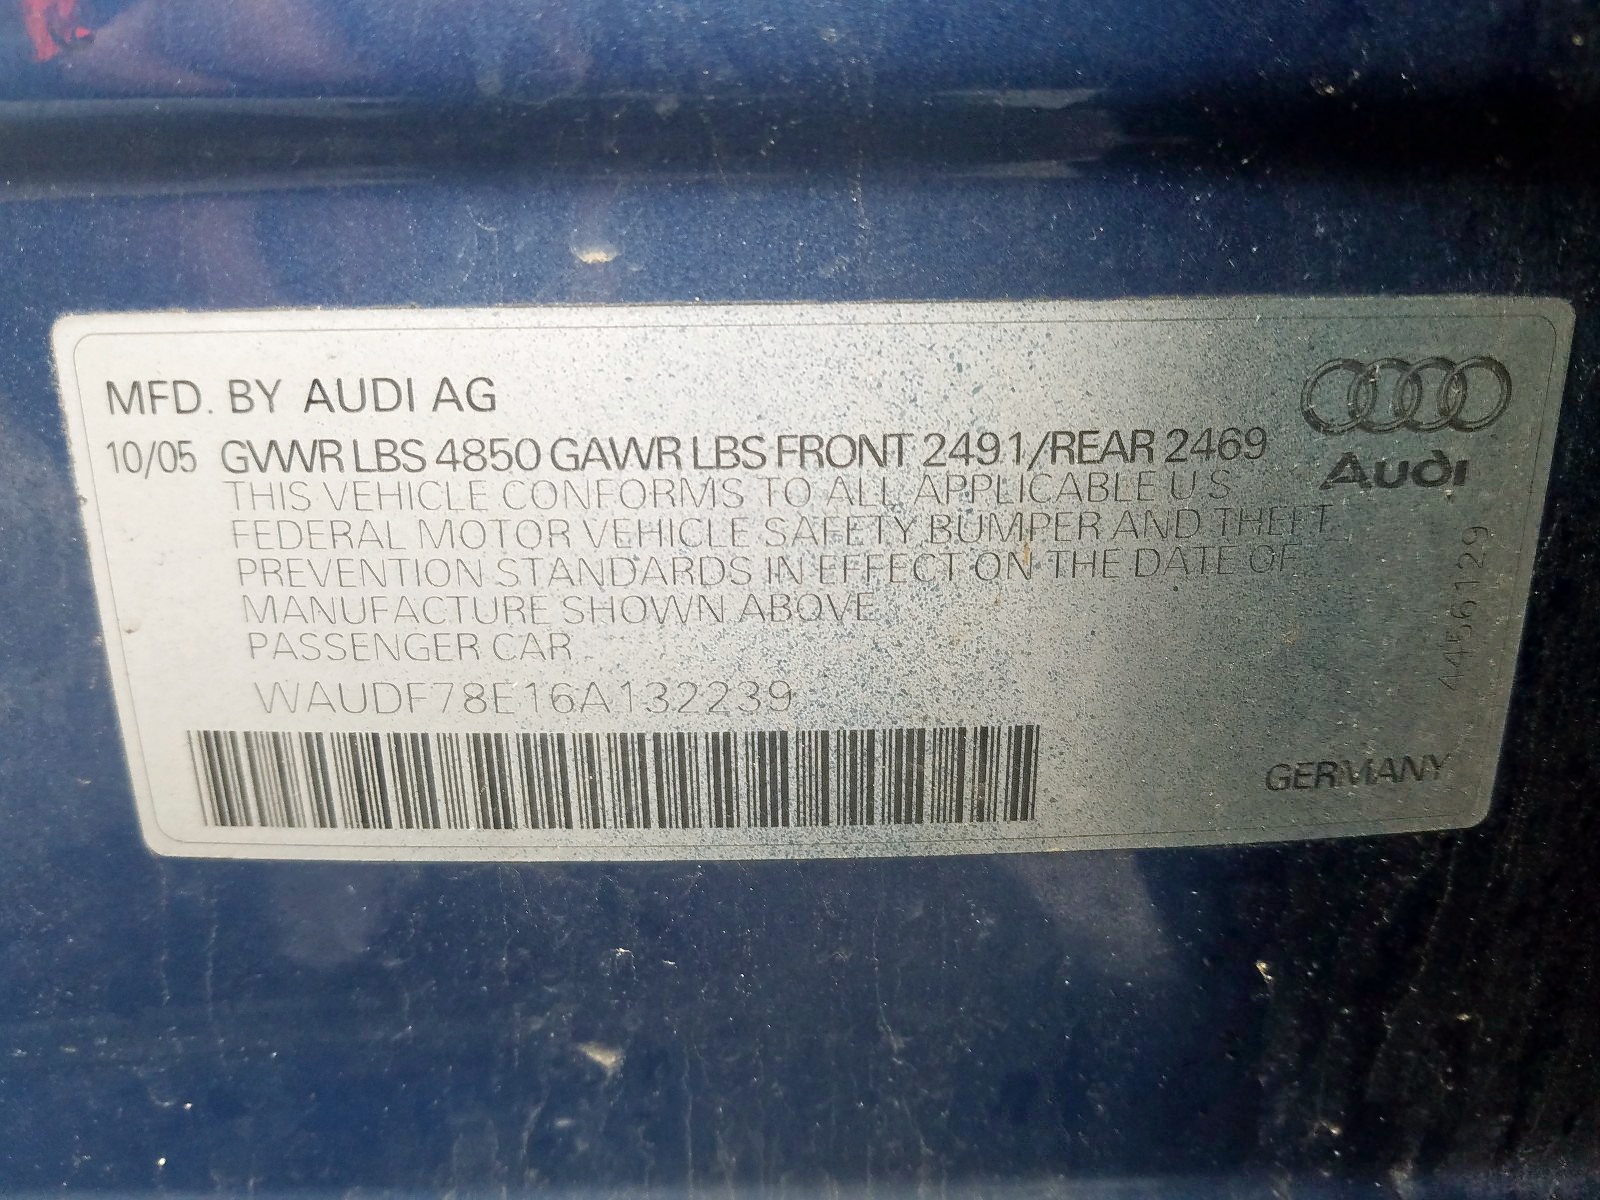 MFD. BY AUDI AG
10/05 GVWR LBS 4850 GAWR LBS FRONT 2491/REAR 2469
THIS VEHICLE CONFORMS TO ALL APPLICABLE U S
FEDERAL MOTOR VEHICLE SAFETY BUMPER AND THEFT
PREVENTION STANDARDS IN EFFECT ON THE DATE OF
MANUFACTURE SHOWN ABOVE
PASSENGER CAR
WAUDF78E16A132239
Audi
4456129
GERMANY